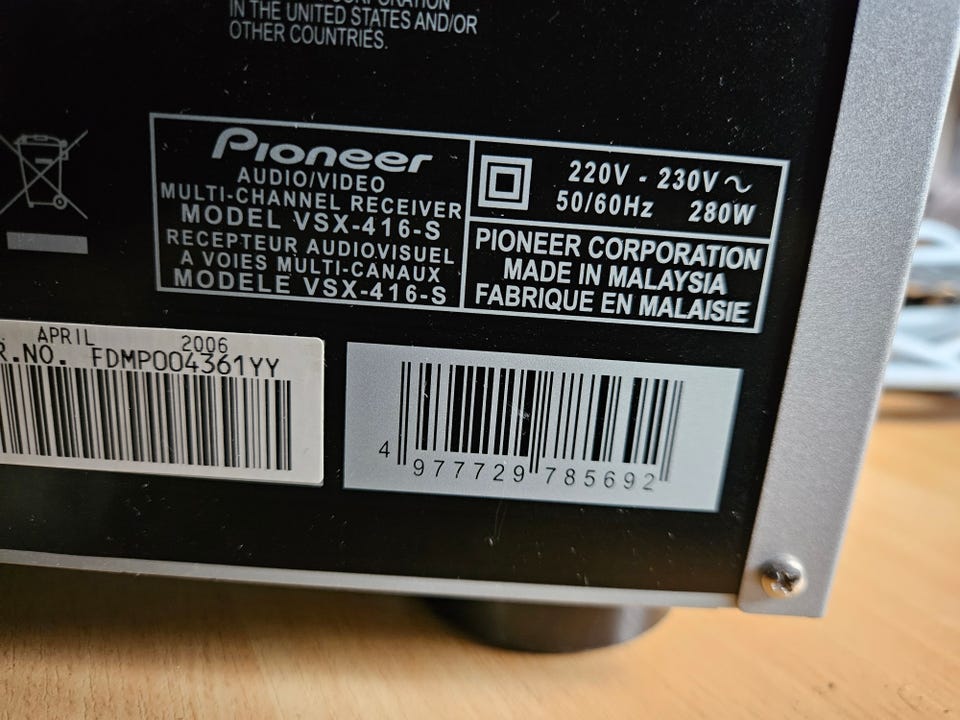 CORPORATION
IN THE UNITED STATES AND/OR
OTHER COUNTRIES.
Pioneer
AUDIO/VIDEO
MULTI-CHANNEL RECEIVER
MODEL VSX-416-S
RECEPTEUR AUDIOVISUEL
A VOIES MULTI-CANAUX
MODELE VSX-416-S
220V - 230V ~
50/60Hz 280W
PIONEER CORPORATION
MADE IN MALAYSIA
FABRIQUE EN MALAISIE
APRIL 2006
R.NO. FDMP004361YY
4 977729 785692